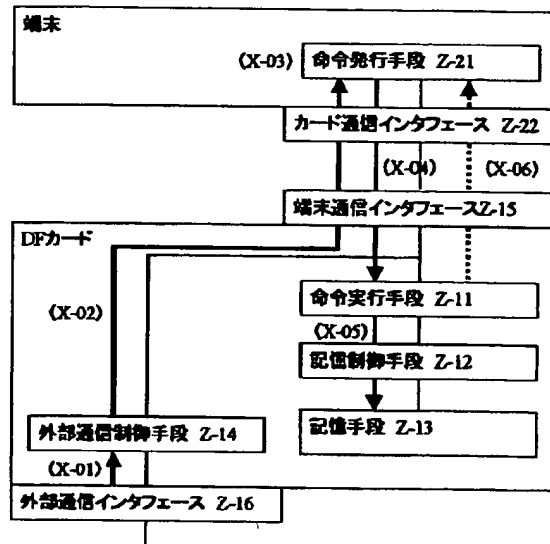 端末
(X-03)
命令発行手段 Z-21
カード通信インタフェース Z-22
(X-04)
(X-06)
端末通信インタフェースZ-15
DFカード
命令実行手段 Z-11
(X-02)
(X-05)
記憶制御手段 Z-12
外部通信制御手段 Z-14
記憶手段 Z-13
(X-01)
外部通信インタフェース Z-16